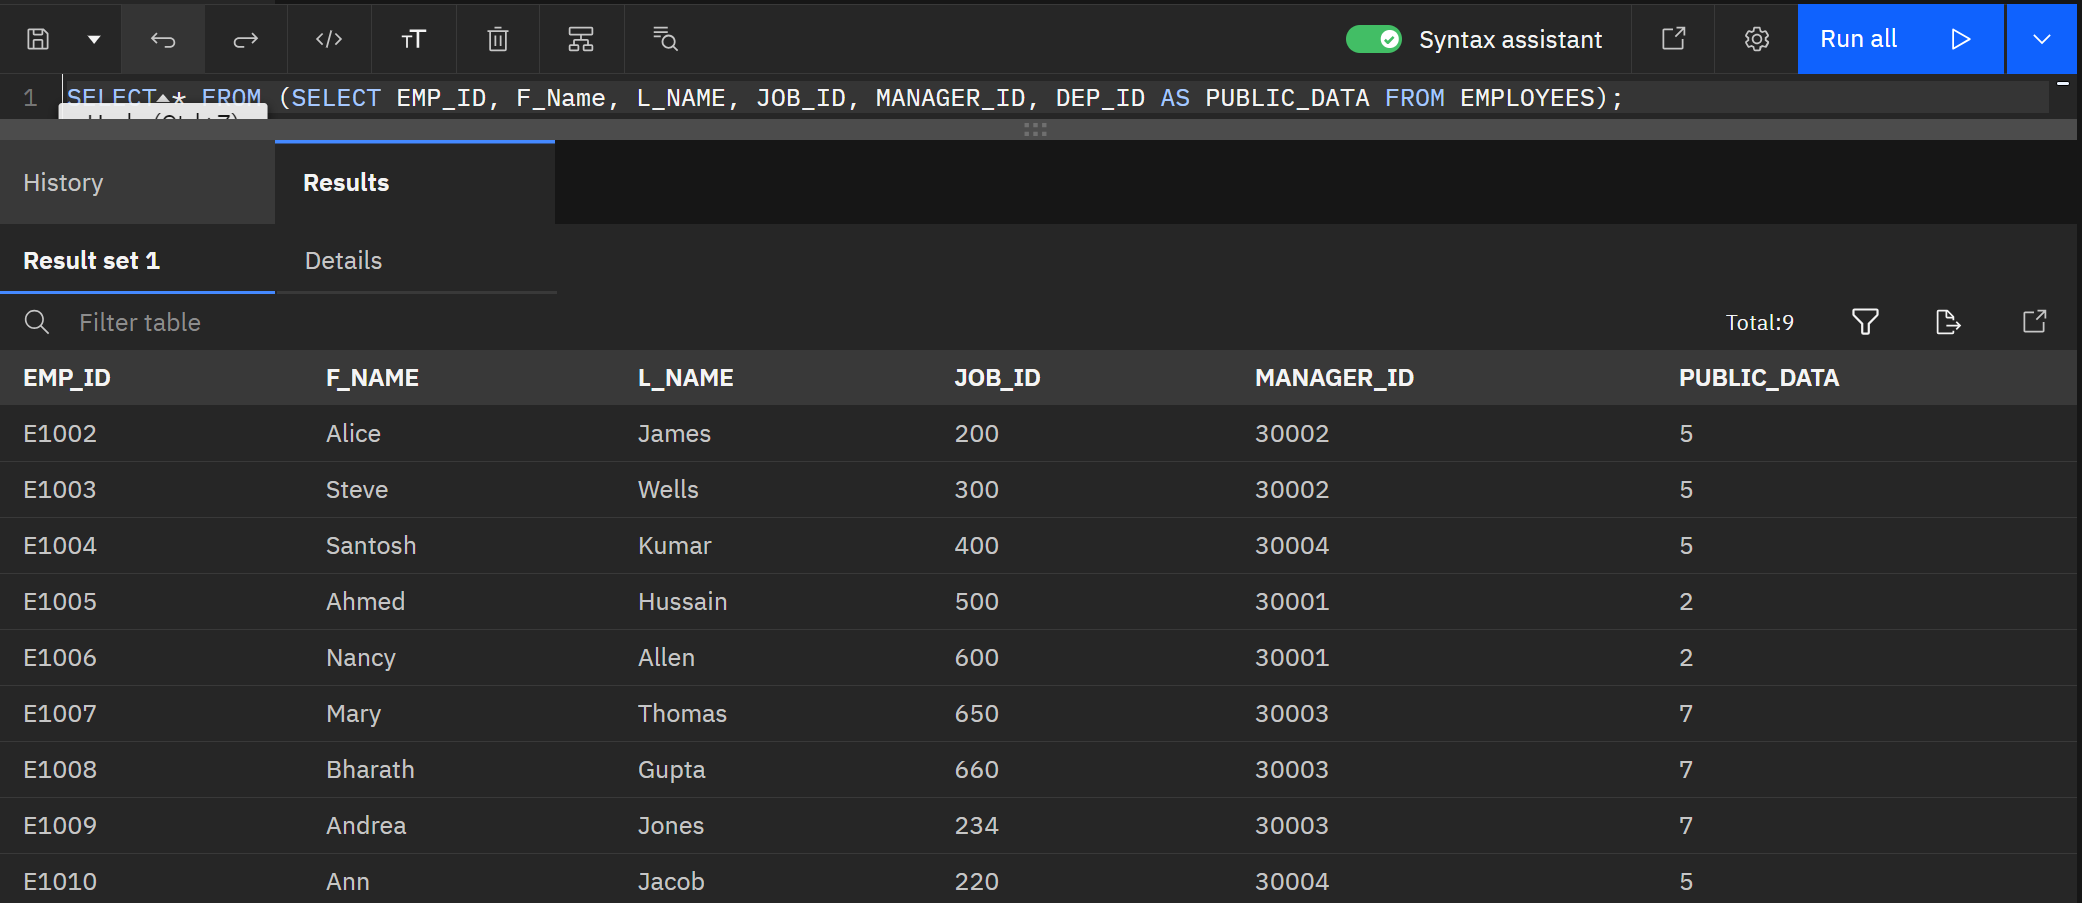 Syntax assistant Run all
1 SELECT * FROM (SELECT EMP_ID, F_Name, L_NAME, JOB_ID, MANAGER_ID, DEP_ID AS PUBLIC_DATA FROM EMPLOYEES);
History Results
Result set 1 Details
Filter table Total:9
EMP_ID F_NAME L_NAME JOB_ID MANAGER_ID PUBLIC_DATA
E1002 Alice James 200 30002 5
E1003 Steve Wells 300 30002 5
E1004 Santosh Kumar 400 30004 5
E1005 Ahmed Hussain 500 30001 2
E1006 Nancy Allen 600 30001 2
E1007 Mary Thomas 650 30003 7
E1008 Bharath Gupta 660 30003 7
E1009 Andrea Jones 234 30003 7
E1010 Ann Jacob 220 30004 5